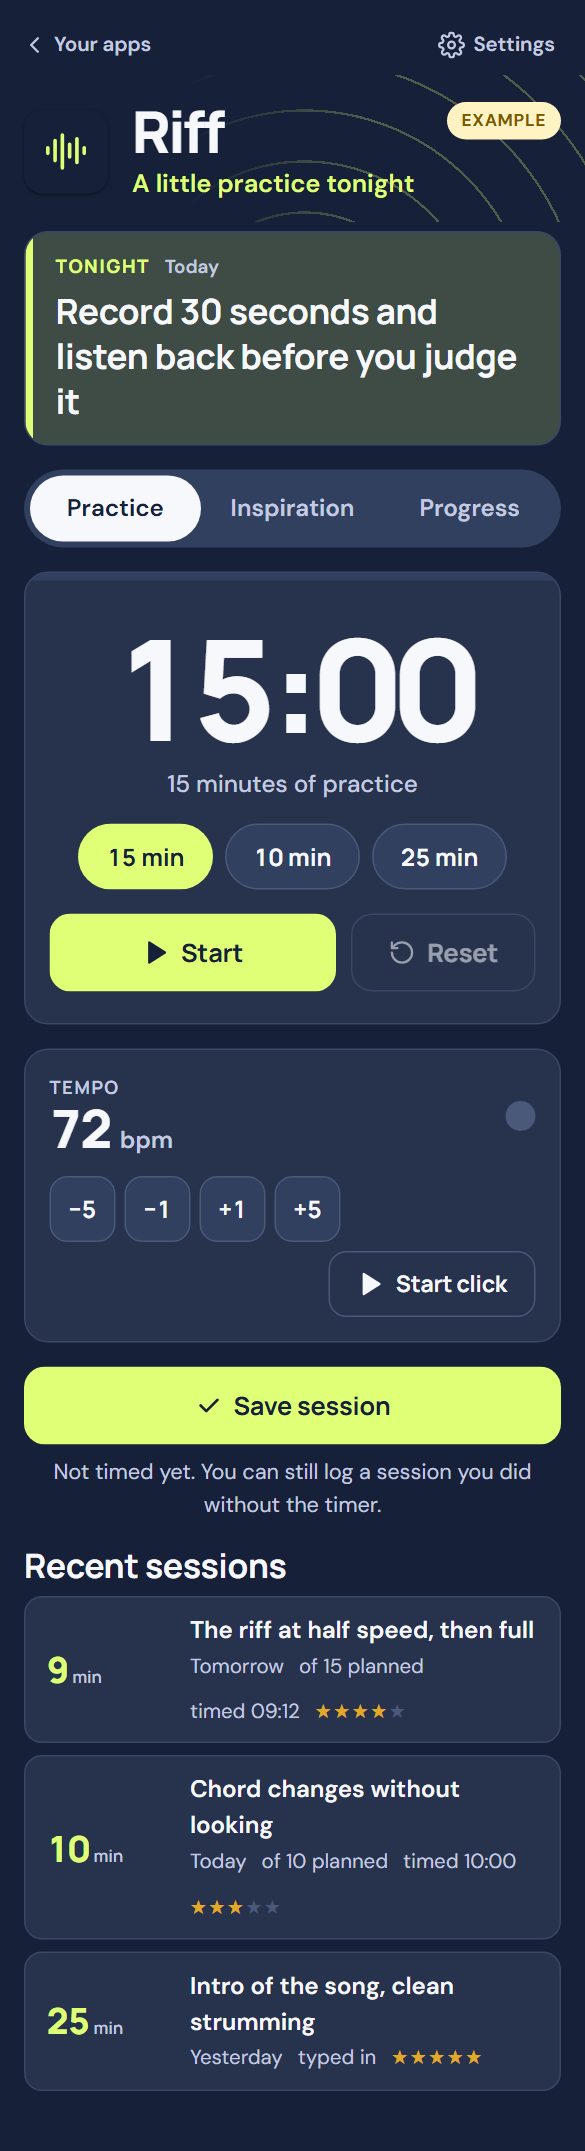 Your apps
Settings
Riff
EXAMPLE
A little practice tonight
TONIGHT Today
Record 30 seconds and
listen back before you judge
it
Practice Inspiration Progress
15:00
15 minutes of practice
15 min 10 min 25 min
Start Reset
TEMPO
72 bpm
−5 −1 +1 +5
Start click
Save session
Not timed yet. You can still log a session you did
without the timer.
Recent sessions
The riff at half speed, then full
9 min
Tomorrow of 15 planned
timed 09:12 ★★★★★
Chord changes without
looking
10 min
Today of 10 planned timed 10:00
★★★★★
Intro of the song, clean
strumming
25 min
Yesterday typed in ★★★★★